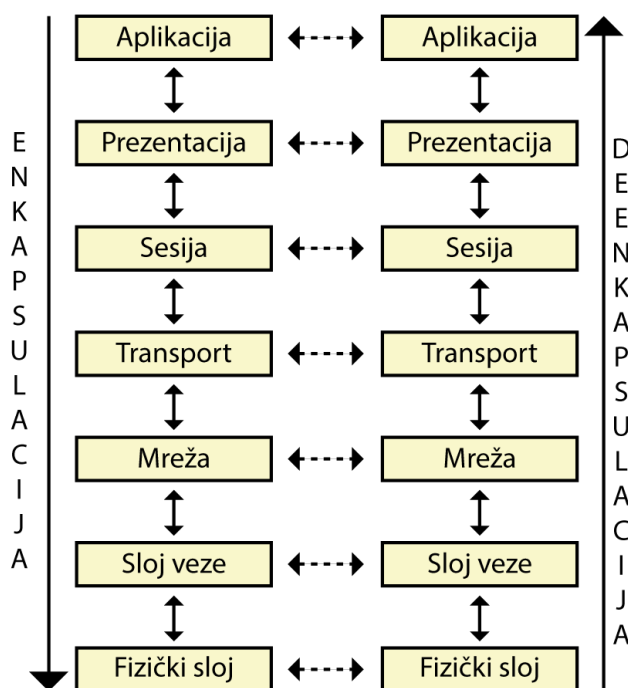 Aplikacija Aplikacija
Prezentacija Prezentacija
Sesija Sesija
Transport Transport
Mreža Mreža
Sloj veze Sloj veze
Fizički sloj Fizički sloj
ENKAPSULACIJA
DEENKAPSULACIJA